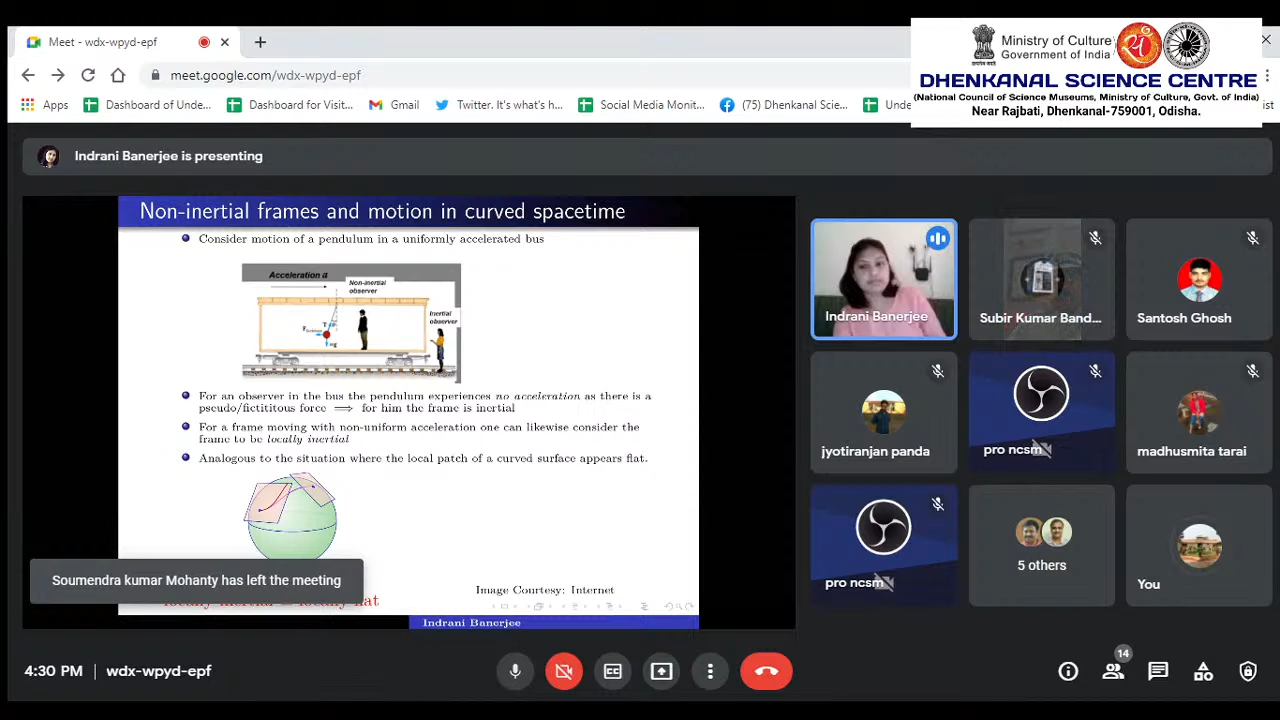 Meet - wdx-wpyd-epf
meet.google.com/wdx-wpyd-epf
Apps
Dashboard of Unde...
Dashboard for Visit...
Gmail
Twitter. It's what's h...
Social Media Monit...
(75) Dhenkanal Scie...
Unde
ist
Ministry of Culture
Government of India
DHENKANAL SCIENCE CENTRE
(National Council of Science Museums, Ministry of Culture, Govt. of India)
Near Rajbati, Dhenkanal-759001, Odisha.
Indrani Banerjee is presenting
Non-inertial frames and motion in curved spacetime
Consider motion of a pendulum in a uniformly accelerated bus
Acceleration a
Non-inertial
observer
Inertial
observer
T
For an observer in the bus the pendulum experiences no acceleration as there is a
pseudo/fictititous force ⟹ for him the frame is inertial
For a frame moving with non-uniform acceleration one can likewise consider the
frame to be locally inertial
Analogous to the situation where the local patch of a curved surface appears flat.
Soumendra kumar Mohanty has left the meeting
Image Courtesy: Internet
Indrani Banerjee
Indrani Banerjee
Subir Kumar Band...
Santosh Ghosh
jyotiranjan panda
pro ncsm
madhusmita tarai
pro ncsm
5 others
You
4:30 PM | wdx-wpyd-epf
14